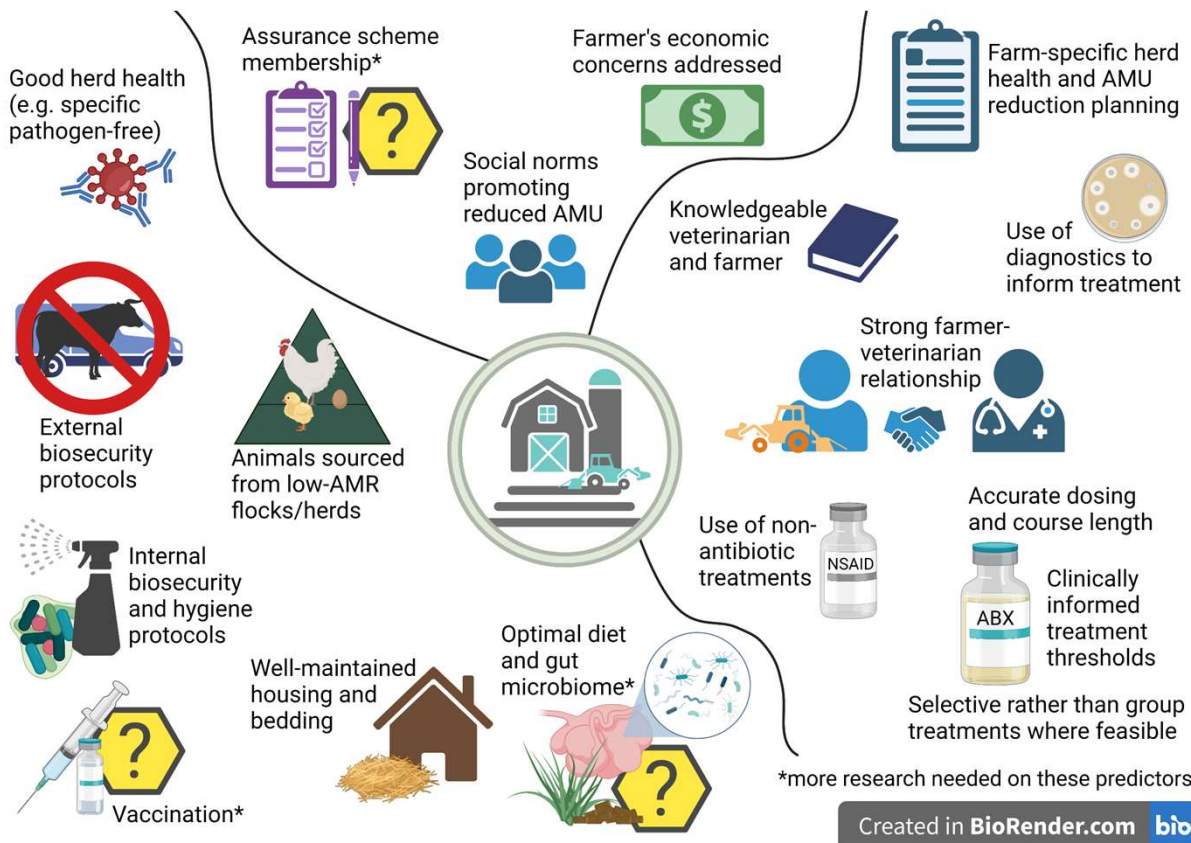 Good herd health
(e.g. specific
pathogen-free)
Assurance scheme
membership*
Farmer's economic
concerns addressed
$
Farm-specific herd
health and AMU
reduction planning
?
Social norms
promoting
reduced AMU
Knowledgeable
veterinarian
and farmer
Use of
diagnostics to
inform treatment
External
biosecurity
protocols
Animals sourced
from low-AMR
flocks/herds
Strong farmer-
veterinarian
relationship
Internal
biosecurity
and hygiene
protocols
Use of non-
antibiotic
treatments
NSAID
Accurate dosing
and course length
ABX
Clinically
informed
treatment
thresholds
Selective rather than group
treatments where feasible
Vaccination*
?
Well-maintained
housing and
bedding
Optimal diet
and gut
microbiome*
?
*more research needed on these predictors
Created in BioRender.com bio